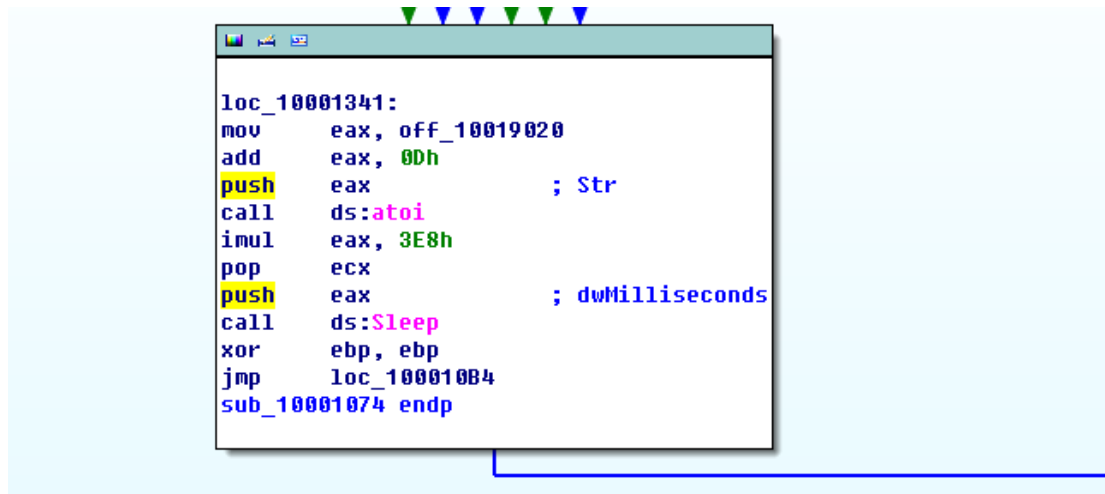 loc_10001341:
mov eax, off_10019020
add eax, 0Dh
push eax ; Str
call ds:atoi
imul eax, 3E8h
pop ecx
push eax ; dwMilliseconds
call ds:Sleep
xor ebp, ebp
jmp loc_100010B4
sub_10001074 endp